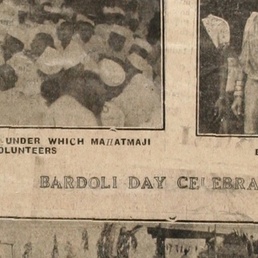 UNDER WHICH MAHATMAJI
OLUNTEERS
BARDOLI DAY CELEBRA